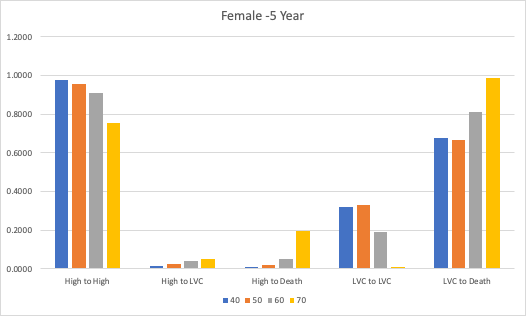 Female -5 Year
1.2000
1.0000
0.8000
0.6000
0.4000
0.2000
0.0000
High to High High to LVC High to Death LVC to LVC LVC to Death
40 50 60 70